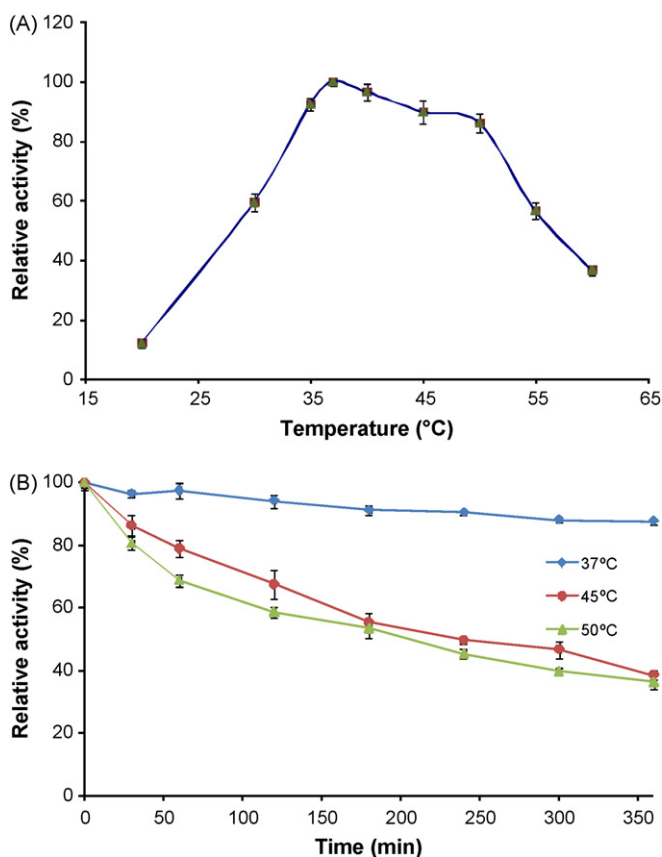 (A)
120
100
80
60
40
20
0
Relative activity (%)
15 25 35 45 55 65
Temperature (°C)
(B)
100
80
60
40
20
0
Relative activity (%)
37ºC
45ºC
50ºC
0 50 100 150 200 250 300 350
Time (min)